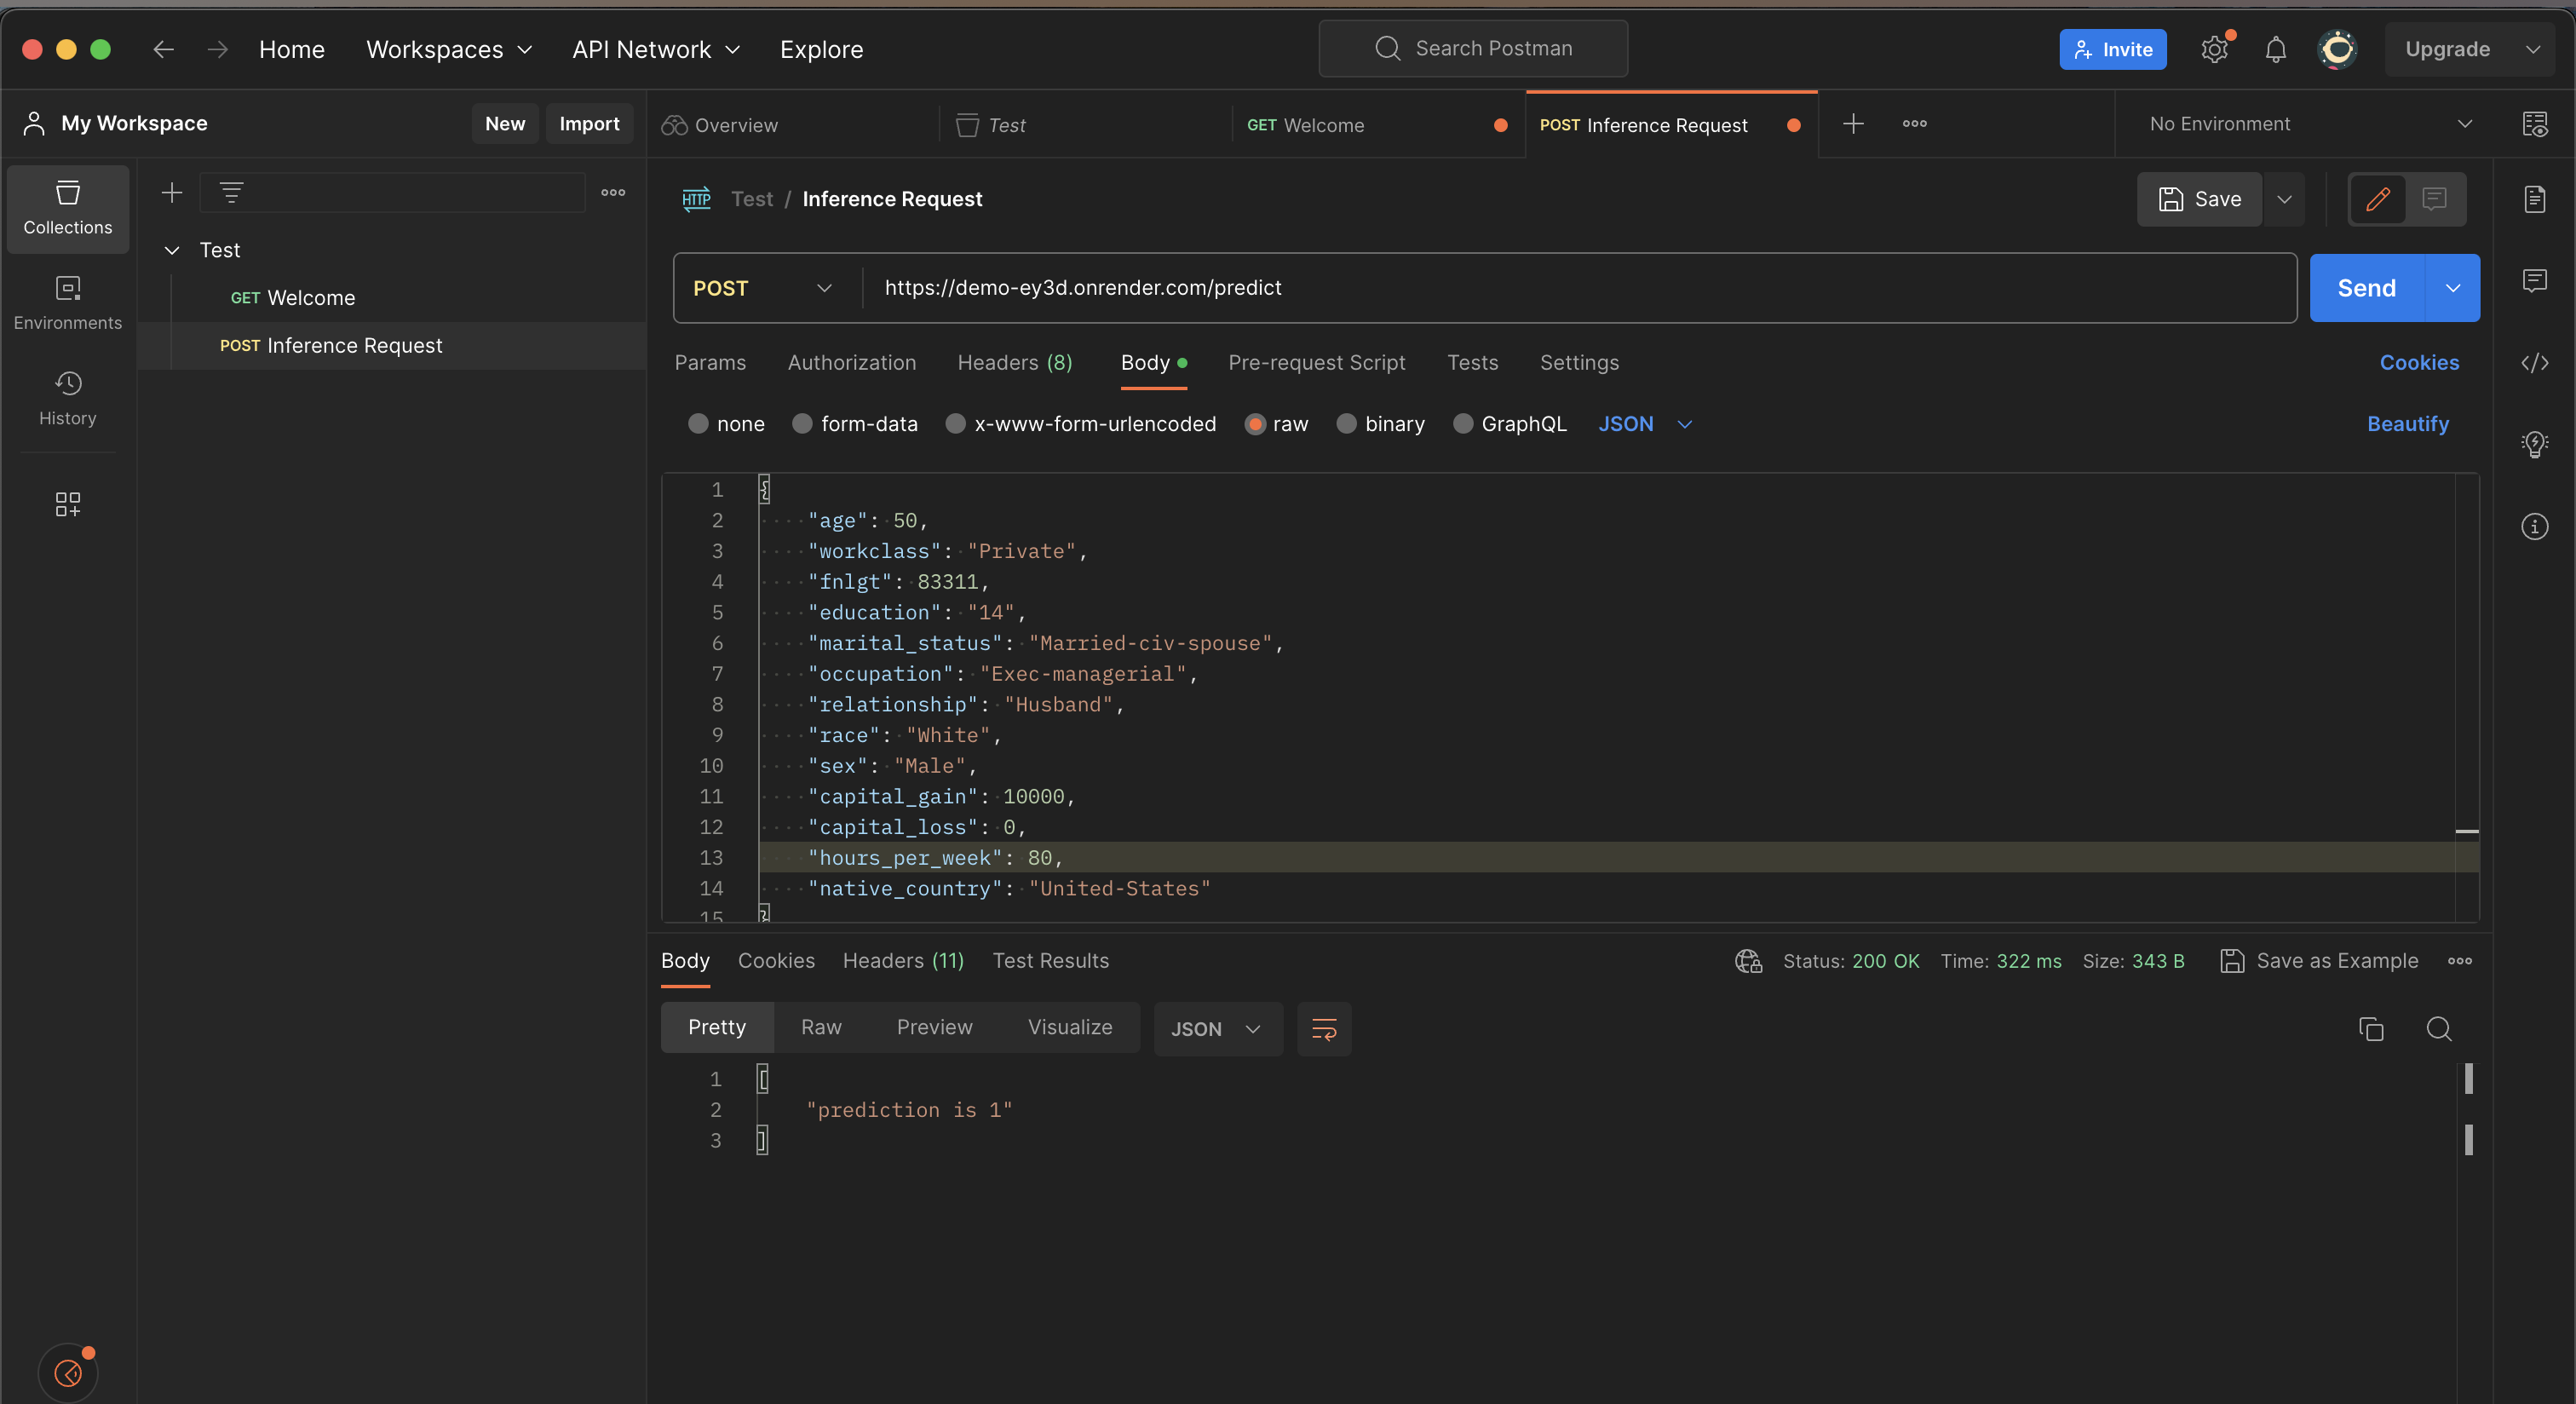 Home Workspaces API Network Explore Search Postman Invite Upgrade
My Workspace New Import Overview Test GET Welcome POST Inference Request No Environment
Collections
Environments
History
Test
GET Welcome
POST Inference Request
HTTP Test / Inference Request Save
POST https://demo-ey3d.onrender.com/predict Send
Params Authorization Headers (8) Body Pre-request Script Tests Settings Cookies
none form-data x-www-form-urlencoded raw binary GraphQL JSON Beautify
1 {
2 "age": 50,
3 "workclass": "Private",
4 "fnlgt": 83311,
5 "education": "14",
6 "marital_status": "Married-civ-spouse",
7 "occupation": "Exec-managerial",
8 "relationship": "Husband",
9 "race": "White",
10 "sex": "Male",
11 "capital_gain": 10000,
12 "capital_loss": 0,
13 "hours_per_week": 80,
14 "native_country": "United-States"
15 }
Body Cookies Headers (11) Test Results Status: 200 OK Time: 322 ms Size: 343 B Save as Example
Pretty Raw Preview Visualize JSON
1 [
2 "prediction is 1"
3 ]